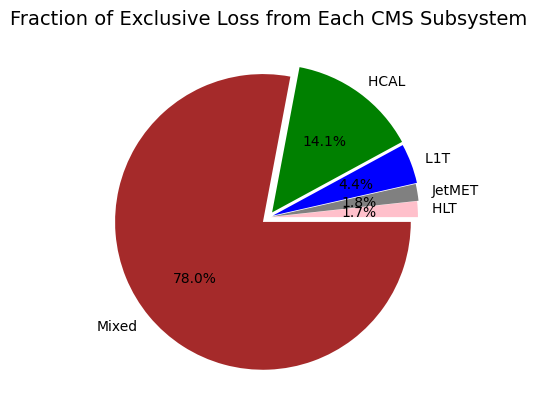 Fraction of Exclusive Loss from Each CMS Subsystem
HCAL
14.1%
L1T
4.4%
JetMET
1.8%
HLT
1.7%
78.0%
Mixed